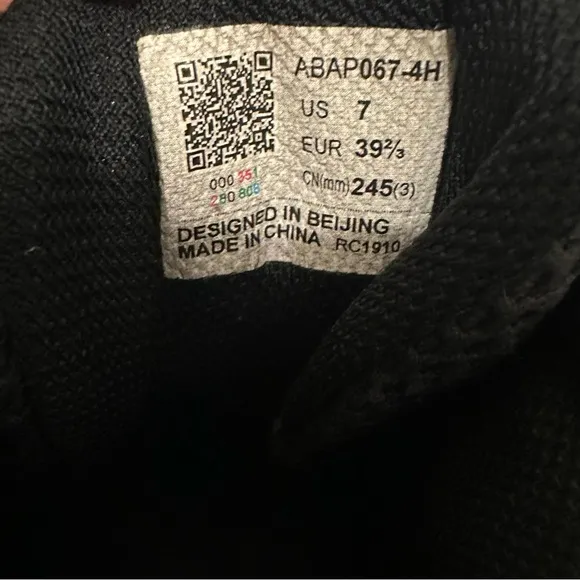 ABAP067-4H
US 7
EUR 39⅔
CN(mm)245(3)
000 351
280 806
DESIGNED IN BEIJING
MADE IN CHINA RC1910